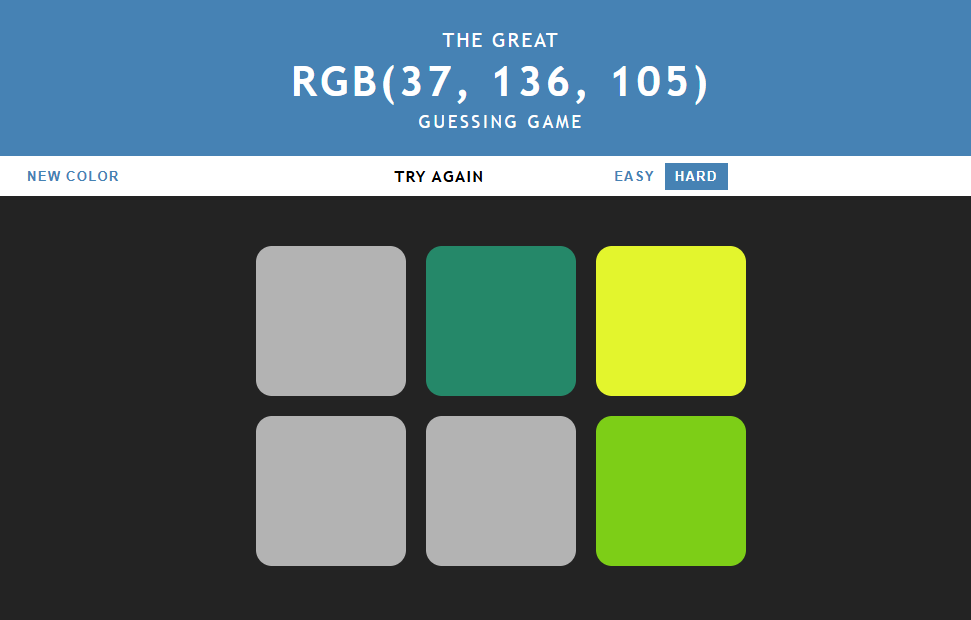 THE GREAT
RGB(37, 136, 105)
GUESSING GAME
NEW COLOR TRY AGAIN EASY HARD